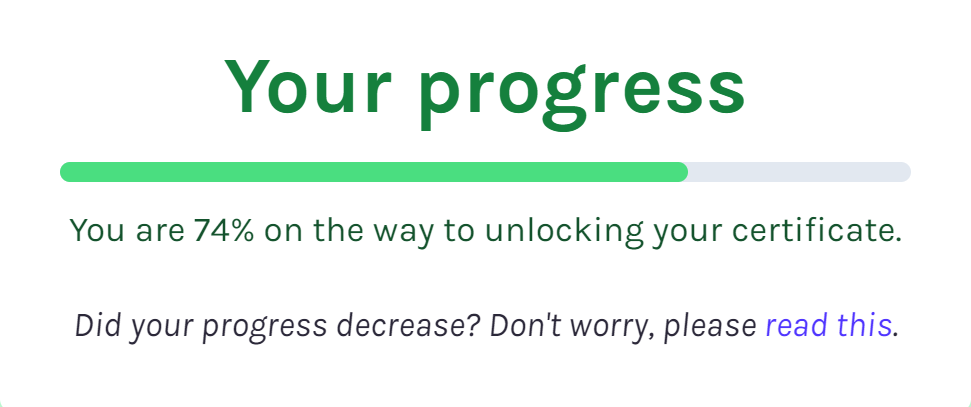 Your progress
You are 74% on the way to unlocking your certificate.
Did your progress decrease? Don't worry, please read this.